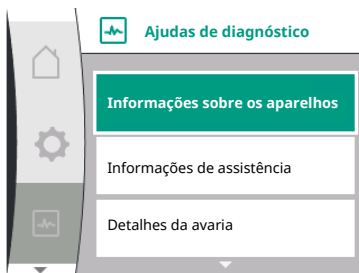 Ajudas de diagnóstico
Informações sobre os aparelhos
Informações de assistência
Detalhes da avaria